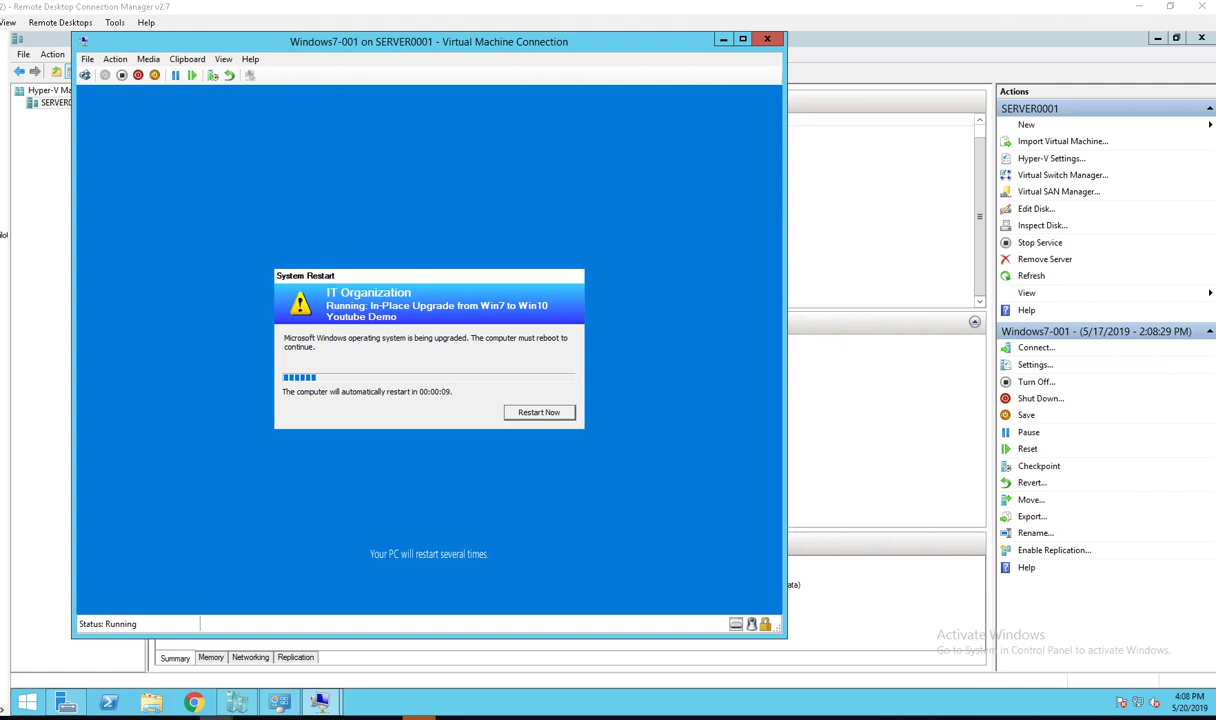 2) - Remote Desktop Connection Manager v2.7
View Remote Desktops Tools Help
File Action
Hyper-V Ma
SERVER0
Windows7-001 on SERVER0001 - Virtual Machine Connection
File Action Media Clipboard View Help
System Restart
IT Organization
Running: In-Place Upgrade from Win7 to Win10
Youtube Demo
Microsoft Windows operating system is being upgraded. The computer must reboot to
continue.
The computer will automatically restart in 00:00:09.
Restart Now
Your PC will restart several times.
Status: Running
ata)
Summary Memory Networking Replication
Actions
SERVER0001
New
Import Virtual Machine...
Hyper-V Settings...
Virtual Switch Manager...
Virtual SAN Manager...
Edit Disk...
Inspect Disk...
Stop Service
Remove Server
Refresh
View
Help
Windows7-001 - (5/17/2019 - 2:08:29 PM)
Connect...
Settings...
Turn Off...
Shut Down...
Save
Pause
Reset
Checkpoint
Revert...
Move...
Export...
Rename...
Enable Replication...
Help
Activate Windows
Go to System in Control Panel to activate Windows.
4:08 PM
5/20/2019